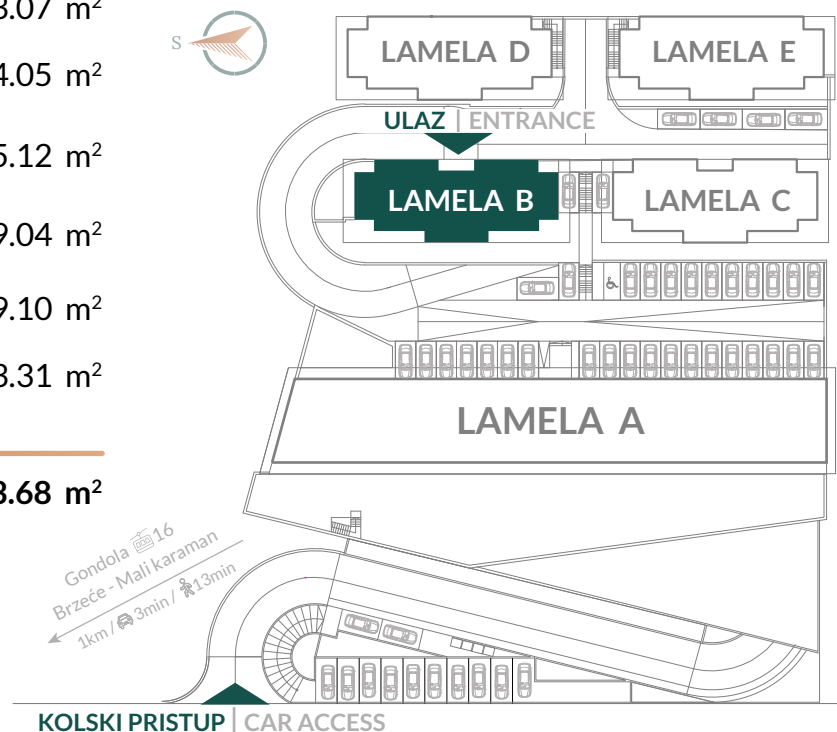 3.07 m²
4.05 m²
5.12 m²
9.04 m²
9.10 m²
3.31 m²
3.68 m²
S
LAMELA D
LAMELA E
ULAZ | ENTRANCE
LAMELA B
LAMELA C
LAMELA A
Gondola 16
Brzeće - Mali karaman
1km / 3min / 13min
KOLSKI PRISTUP | CAR ACCESS